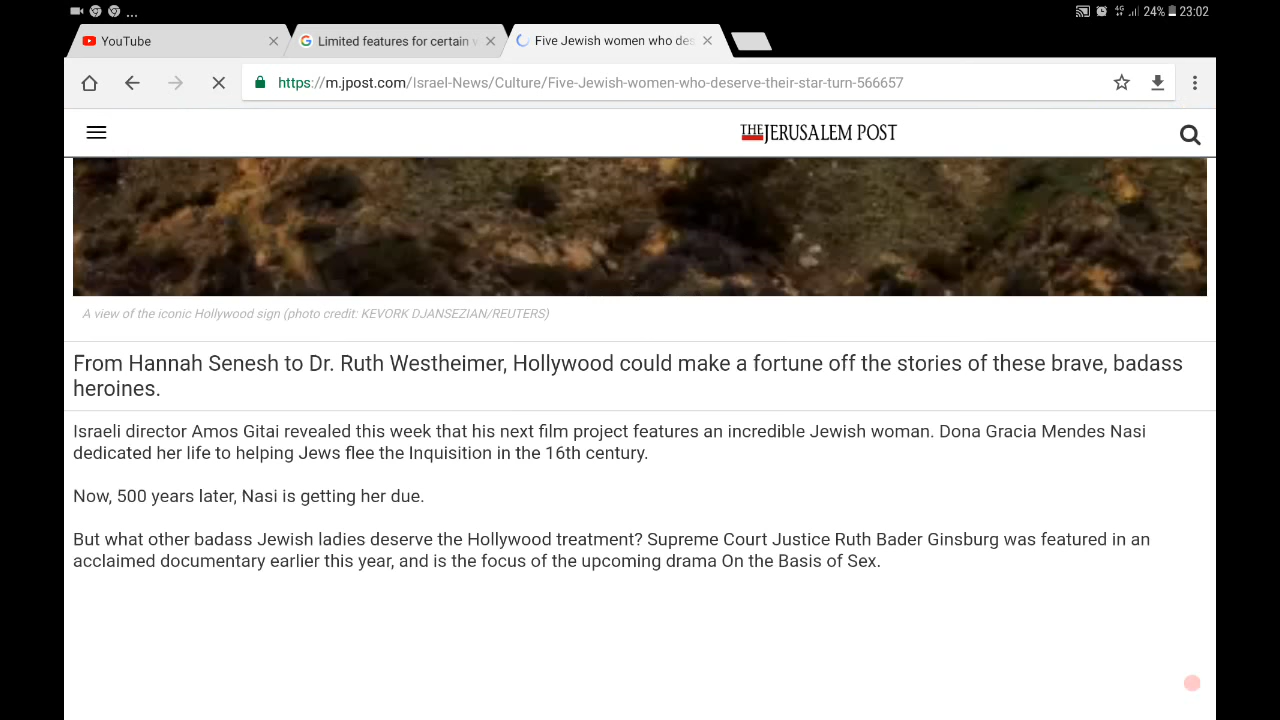 ... 4G 24% 23:02
YouTube
Limited features for certain
Five Jewish women who des
https://m.jpost.com/Israel-News/Culture/Five-Jewish-women-who-deserve-their-star-turn-566657
THE JERUSALEM POST
A view of the iconic Hollywood sign (photo credit: KEVORK DJANSEZIAN/REUTERS)
From Hannah Senesh to Dr. Ruth Westheimer, Hollywood could make a fortune off the stories of these brave, badass
heroines.
Israeli director Amos Gitai revealed this week that his next film project features an incredible Jewish woman. Dona Gracia Mendes Nasi
dedicated her life to helping Jews flee the Inquisition in the 16th century.
Now, 500 years later, Nasi is getting her due.
But what other badass Jewish ladies deserve the Hollywood treatment? Supreme Court Justice Ruth Bader Ginsburg was featured in an
acclaimed documentary earlier this year, and is the focus of the upcoming drama On the Basis of Sex.